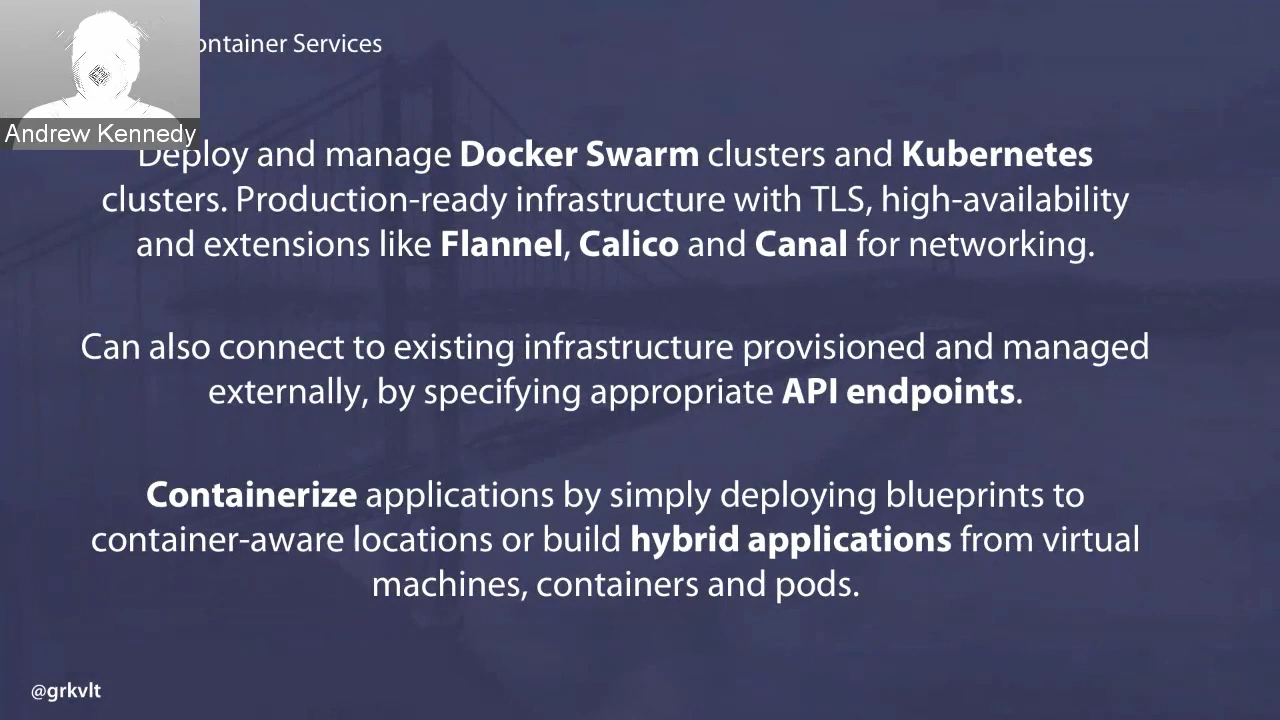 ontainer Services
Andrew Kennedy
Deploy and manage Docker Swarm clusters and Kubernetes
clusters. Production-ready infrastructure with TLS, high-availability
and extensions like Flannel, Calico and Canal for networking.
Can also connect to existing infrastructure provisioned and managed
externally, by specifying appropriate API endpoints.
Containerize applications by simply deploying blueprints to
container-aware locations or build hybrid applications from virtual
machines, containers and pods.
@grkvlt